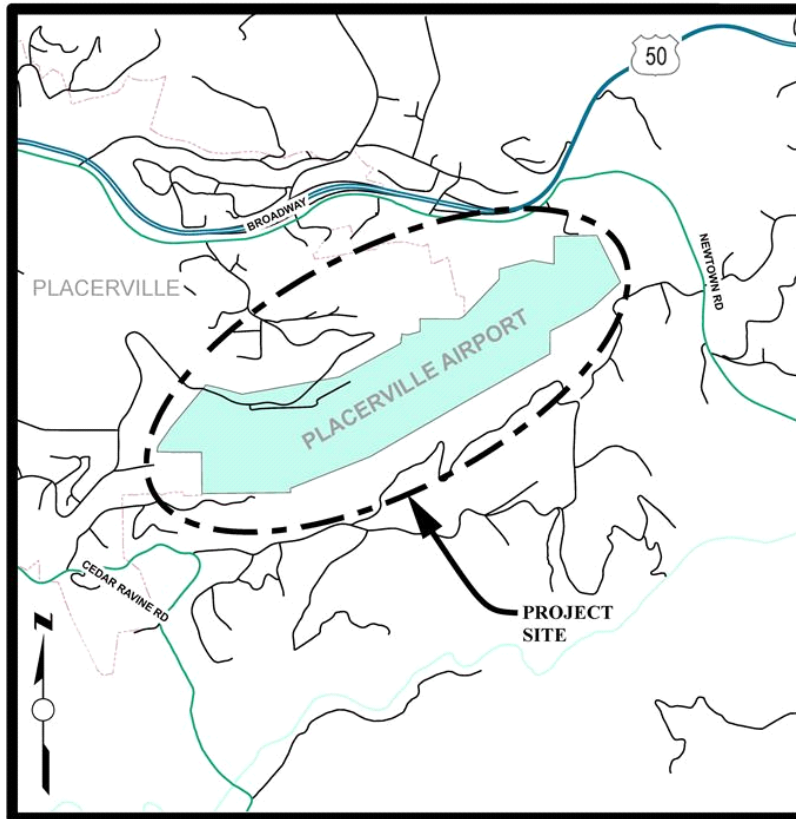 50
BROADWAY
NEWTOWN RD
PLACERVILLE
PLACERVILLE AIRPORT
CEDAR RAVINE RD
PROJECT
SITE
N